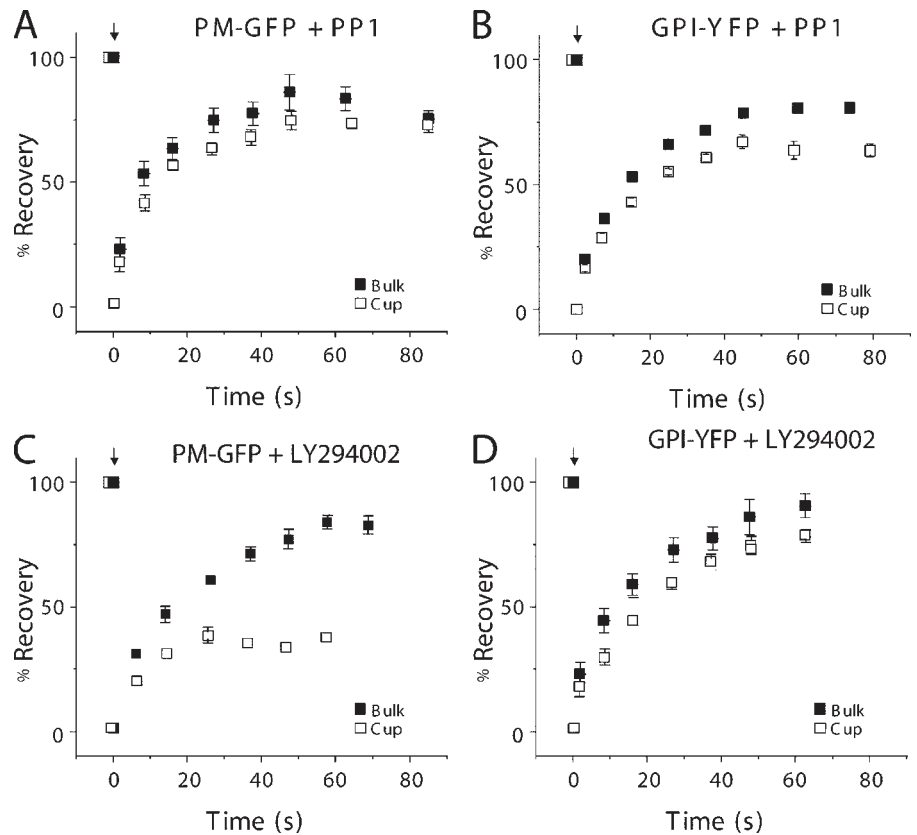 A PM-GFP + PP1
% Recovery
100
50
0
Bulk
Cup
0 20 40 60 80
Time (s)
B GPI-Y FP + PP1
% Recovery
100
50
0
Bulk
Cup
0 20 40 60 80
Time (s)
C PM-GFP + LY294002
% Recovery
100
50
0
Bulk
Cup
0 20 40 60 80
Time (s)
D GPI-YFP + LY294002
% Recovery
100
50
0
Bulk
Cup
0 20 40 60 80
Time (s)